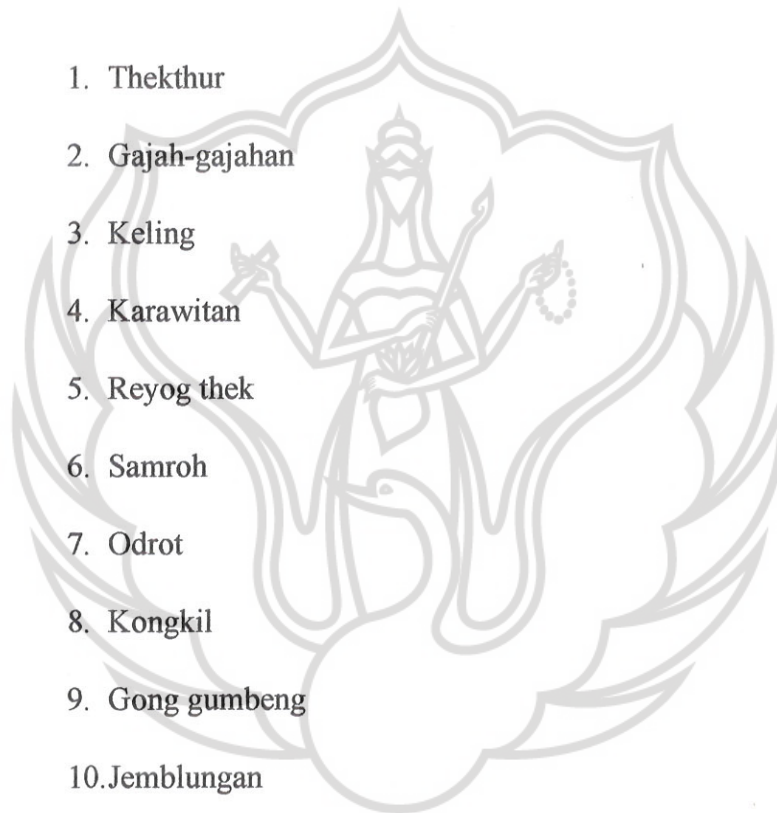 1. Thekthur
2. Gajah-gajahan
3. Keling
4. Karawitan
5. Reyog thek
6. Samroh
7. Odrot
8. Kongkil
9. Gong gumbeng
10.Jemblungan